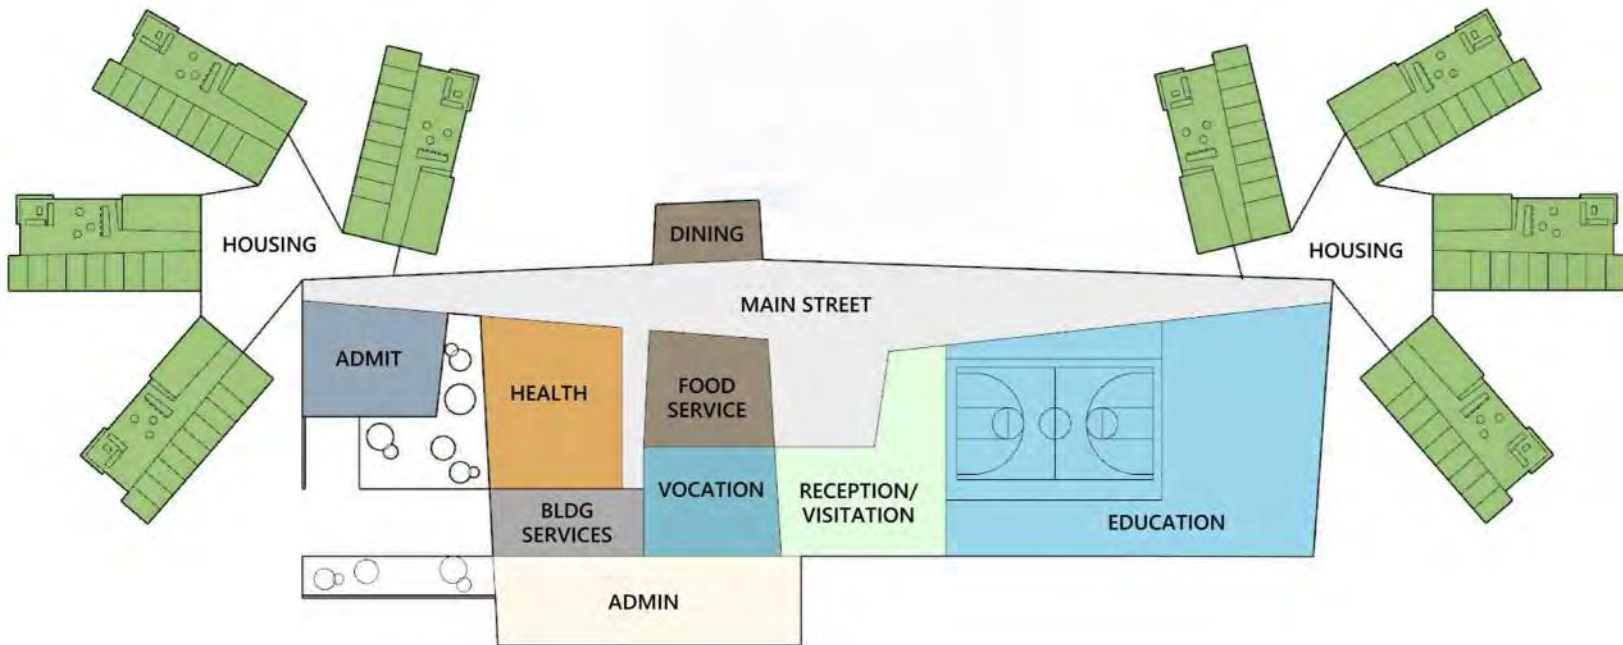 HOUSING
DINING
HOUSING
MAIN STREET
ADMIT
HEALTH
FOOD
SERVICE
VOCATION
RECEPTION/
VISITATION
BLDG
SERVICES
EDUCATION
ADMIN